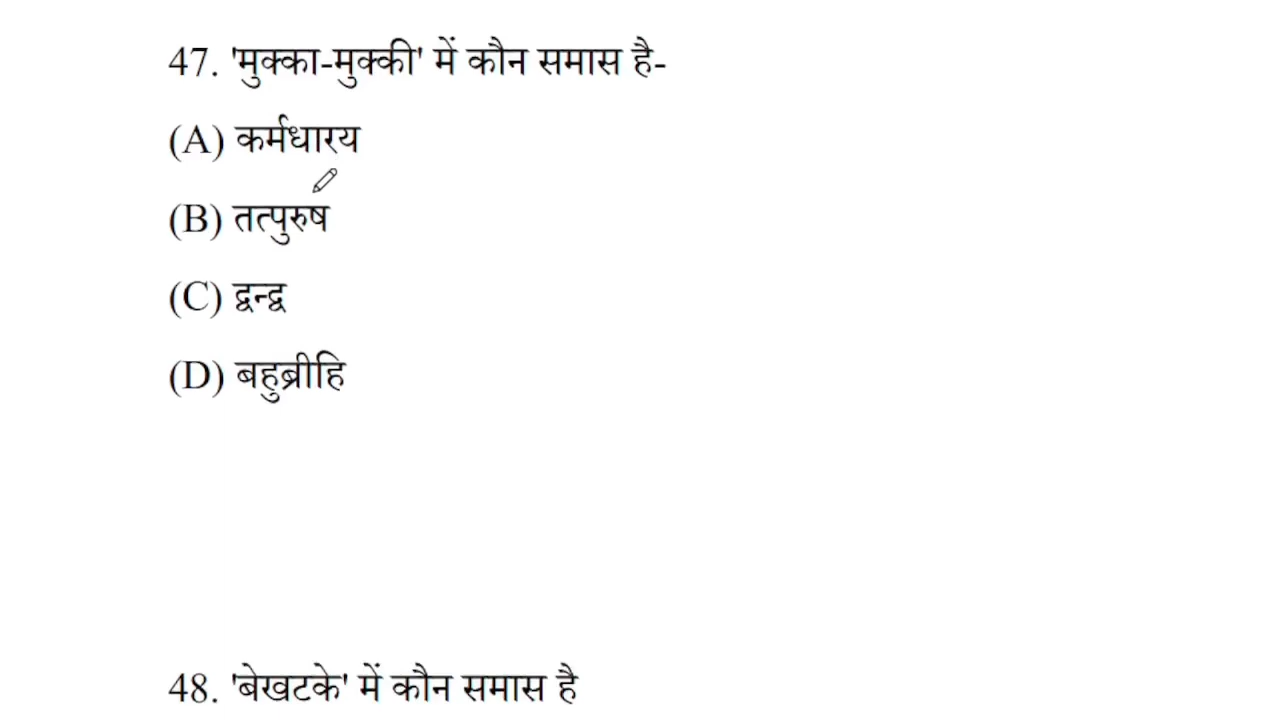 47. 'मुक्का-मुक्की' में कौन समास है-
(A) कर्मधारय
(B) तत्पुरुष
(C) द्वन्द्व
(D) बहुब्रीहि
48. 'बेखटके' में कौन समास है